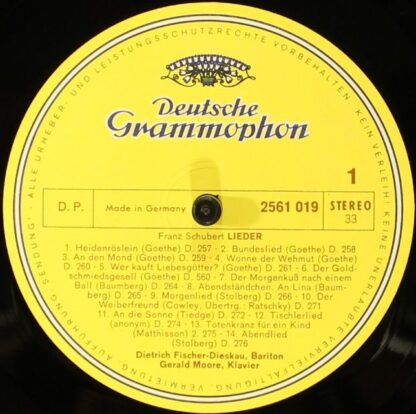 Deutsche
Grammophon
1
D. P.
Made in Germany
2561 019
STEREO
33
Franz Schubert LIEDER
1. Heidenröslein (Goethe) D. 257 · 2. Bundeslied (Goethe) D. 258
3. An den Mond (Goethe) D. 259 · 4. Wonne der Wehmut (Goethe)
D. 260 · 5. Wer kauft Liebesgötter? (Goethe) D. 261 · 6. Der Gold-
schmiedsgesell (Goethe) D. 560 · 7. Der Morgenkuß nach einem
Ball (Baumberg) D. 264 · 8. Abendständchen. An Lina (Baum-
berg) D. 265 · 9. Morgenlied (Stolberg) D. 266 · 10. Der
Weiberfreund (Cowley, Übertrg.: Ratschky) D. 271
11. An die Sonne (Tiedge) D. 272 · 12. Tischlerlied
(anonym) D. 274 · 13. Totenkranz für ein Kind
(Matthisson) 2. 275 · 14. Abendlied
(Stolberg) D. 276
Dietrich Fischer-Dieskau, Bariton
Gerald Moore, Klavier
ALLE URHEBER- UND LEISTUNGSSCHUTZRECHTE VORBEHALTEN · KEIN VERLEIH! KEINE UNERLAUBTE VERVIELFÄLTIGUNG, VERMIETUNG, AUFFÜHRUNG, SENDUNG!